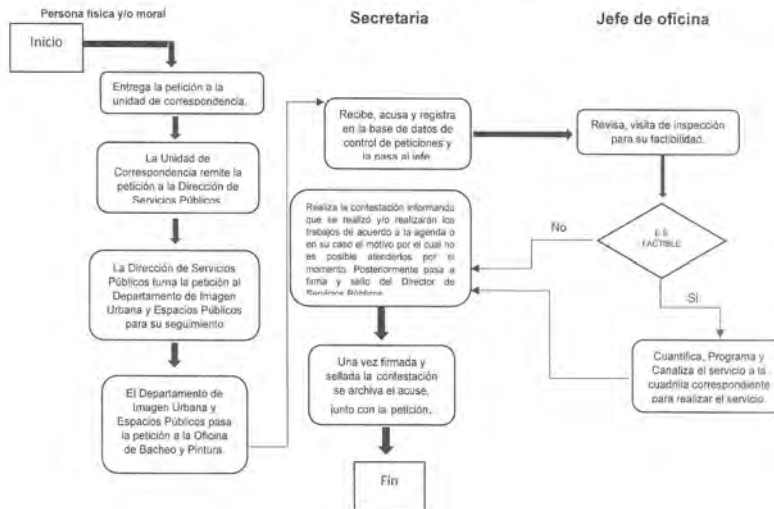 Persona física y/o moral
Secretaria
Jefe de oficina
Inicio
Entrega la petición a la
unidad de correspondencia.
La Unidad de
Correspondencia remite la
petición a la Dirección de
Servicios Públicos
La Dirección de Servicios
Públicos turna la petición al
Departamento de Imagen
Urbana y Espacios Públicos
para su seguimiento
El Departamento de
Imagen Urbana y
Espacios Públicos pasa
la petición a la Oficina
de Bacheo y Pintura.
Recibe, acusa y registra
en la base de datos de
control de peticiones y
la pasa al jefe
Realiza la contestación informando
que se realizó y/o realizarán los
trabajos de acuerdo a la agenda o
en su caso el motivo por el cual no
es posible atenderlos por el
momento. Posteriormente pasa a
firma y sello del Director de
Servicios Públicos
Una vez firmada y
sellada la contestación
se archiva el acuse,
junto con la petición.
Fin
Revisa, visita de inspección
para su factibilidad.
ES
FACTIBLE
No
Si
Cuantifica, Programa y
Canaliza el servicio a la
cuadrilla correspondiente
para realizar el servicio.